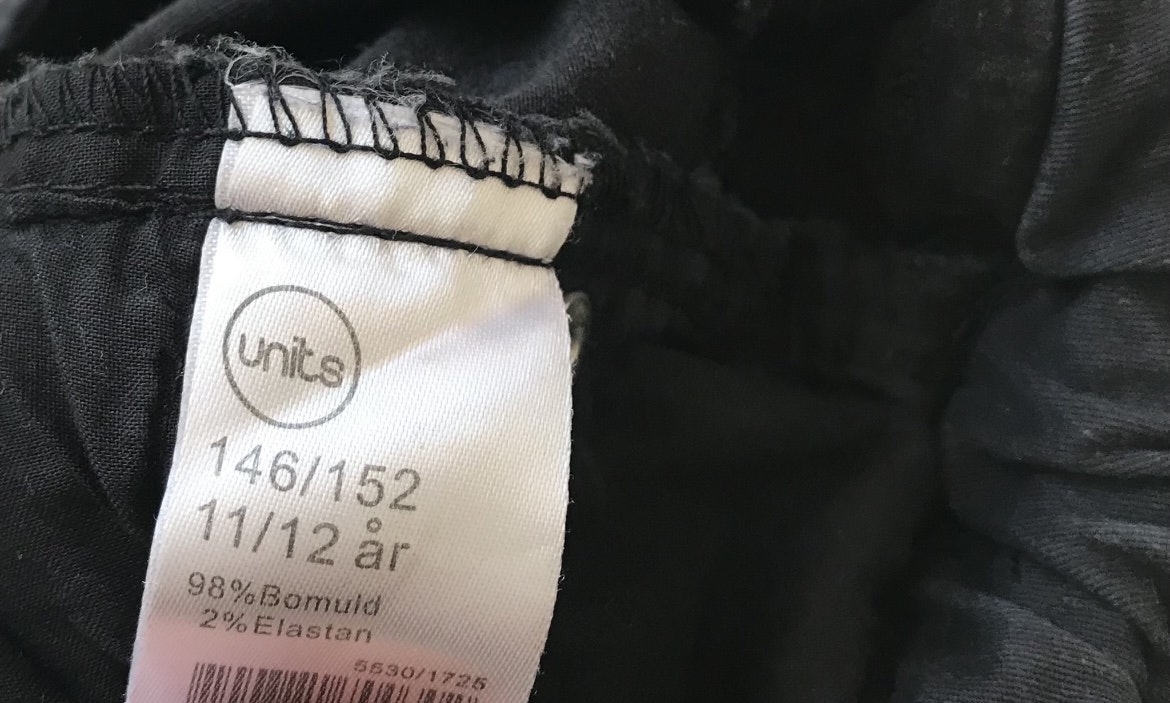 units
146/152
11/12 år
98%Bomuld
2%Elastan
5530/1725